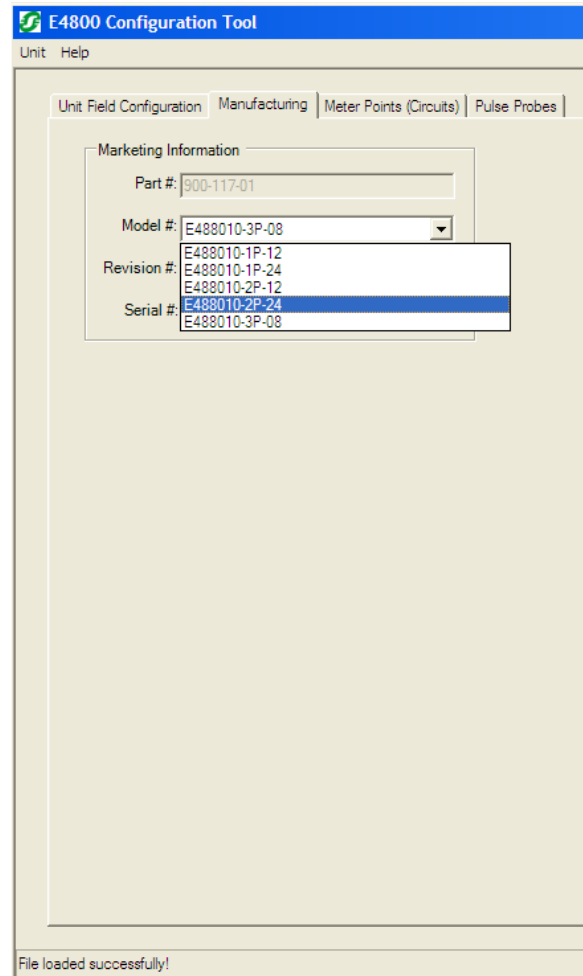 E4800 Configuration Tool
Unit Help
Unit Field Configuration Manufacturing Meter Points (Circuits) Pulse Probes
Marketing Information
Part #: 900-117-01
Model #: E488010-3P-08
E488010-1P-12
Revision #: E488010-1P-24
E488010-2P-12
Serial #: E488010-2P-24
E488010-3P-08
File loaded successfully!